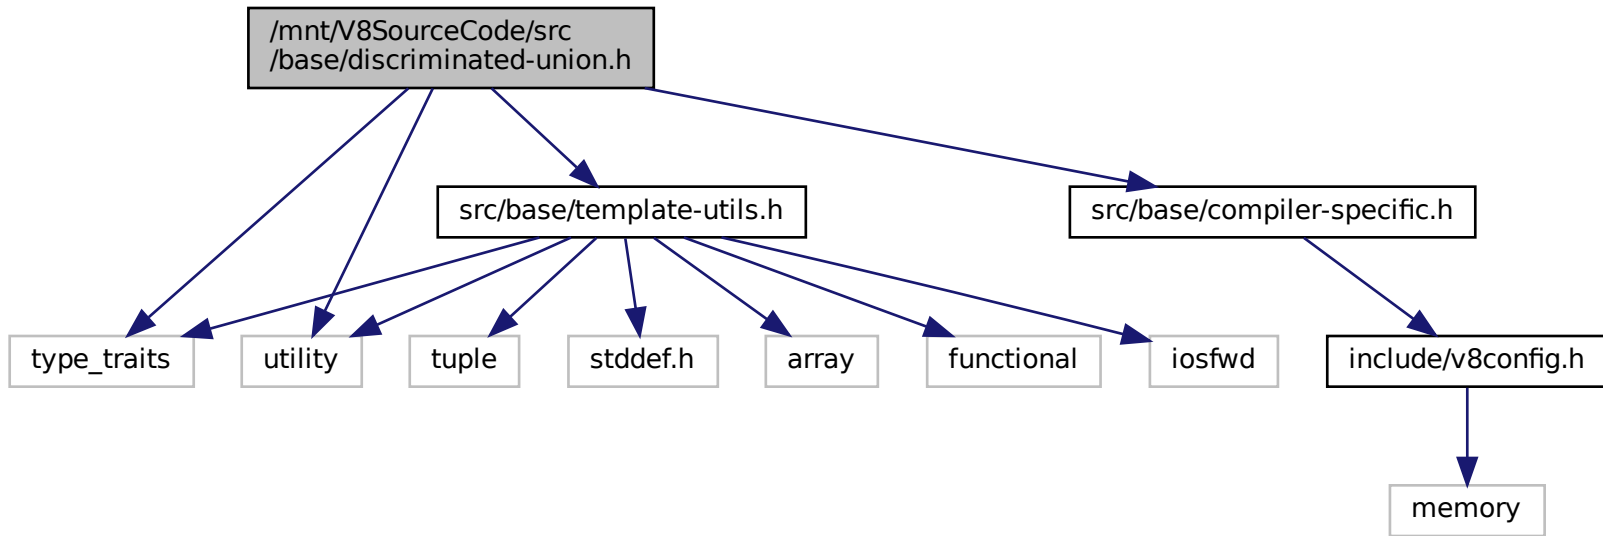 /mnt/V8SourceCode/src
/base/discriminated-union.h
src/base/template-utils.h
src/base/compiler-specific.h
type_traits
utility
tuple
stddef.h
array
functional
iosfwd
include/v8config.h
memory